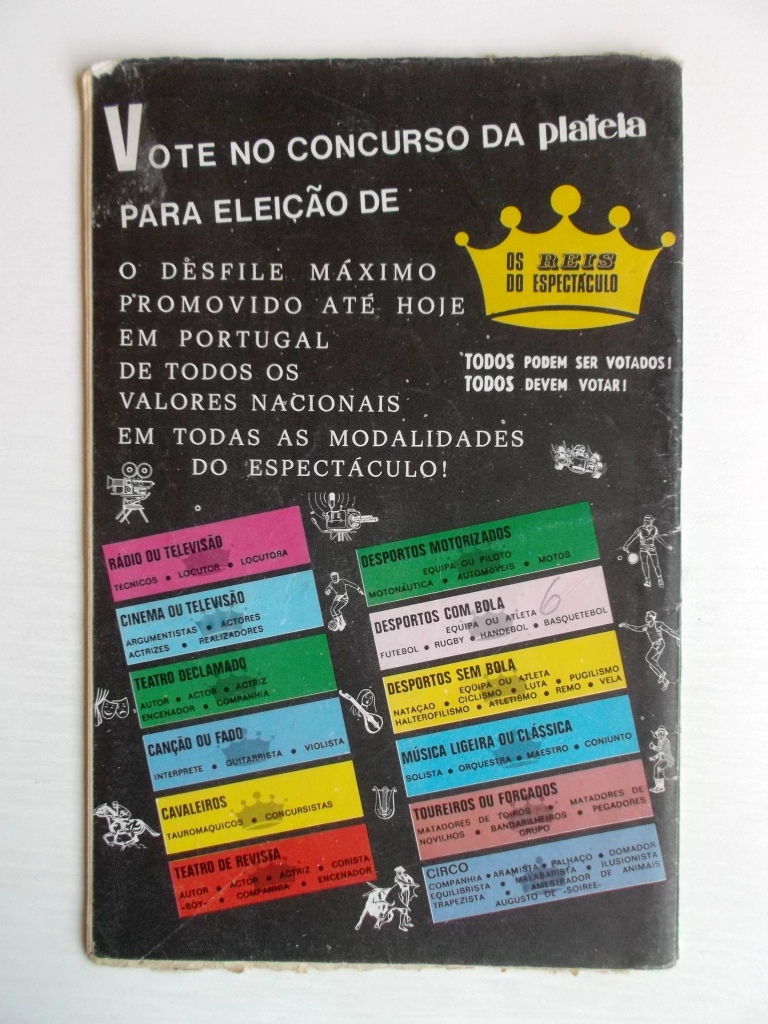 VOTE NO CONCURSO DA plateia
PARA ELEIÇÃO DE
OS REIS
DO ESPECTÁCULO
O DESFILE MÁXIMO
PROMOVIDO ATÉ HOJE
EM PORTUGAL
DE TODOS OS
VALORES NACIONAIS
EM TODAS AS MODALIDADES
DO ESPECTÁCULO!
TODOS PODEM SER VOTADOS!
TODOS DEVEM VOTAR!
RÁDIO OU TELEVISÃO
TÉCNICOS • LOCUTOR • LOCUTORA
CINEMA OU TELEVISÃO
ARGUMENTISTAS • ACTORES
ACTRIZES • REALIZADORES
TEATRO DECLAMADO
AUTOR • ACTOR • ACTRIZ
ENCENADOR • COMPANHIA
CANÇÃO OU FADO
INTERPRETE • GUITARRISTA • VIOLISTA
CAVALEIROS
TAUROMAQUICOS • CONCURSISTAS
TEATRO DE REVISTA
AUTOR • ACTOR • ACTRIZ • CORISTA
«BOY» • COMPANHIA • ENCENADOR
DESPORTOS MOTORIZADOS
EQUIPA OU PILOTO
MOTONÁUTICA • AUTOMÓVEIS • MOTOS
DESPORTOS COM BOLA
EQUIPA OU ATLETA 6
FUTEBOL • RUGBY • HANDEBOL • BASQUETEBOL
DESPORTOS SEM BOLA
EQUIPA OU ATLETA
NATAÇÃO • CICLISMO • LUTA • PUGILISMO
HALTEROFILISMO • ATLETISMO • REMO • VELA
MÚSICA LIGEIRA OU CLÁSSICA
SOLISTA • ORQUESTRA • MAESTRO • CONJUNTO
TOUREIROS OU FORCADOS
MATADORES DE TOIROS • MATADORES DE
NOVILHOS • BANDARILHEIROS • PEGADORES
GRUPO
CIRCO
COMPANHIA • ARAMISTA • PALHAÇO • DOMADOR
EQUILIBRISTA • MALABARISTA • ILUSIONISTA
TRAPEZISTA • AMESTRADOR DE ANIMAIS
AUGUSTO DE «SOIREE»